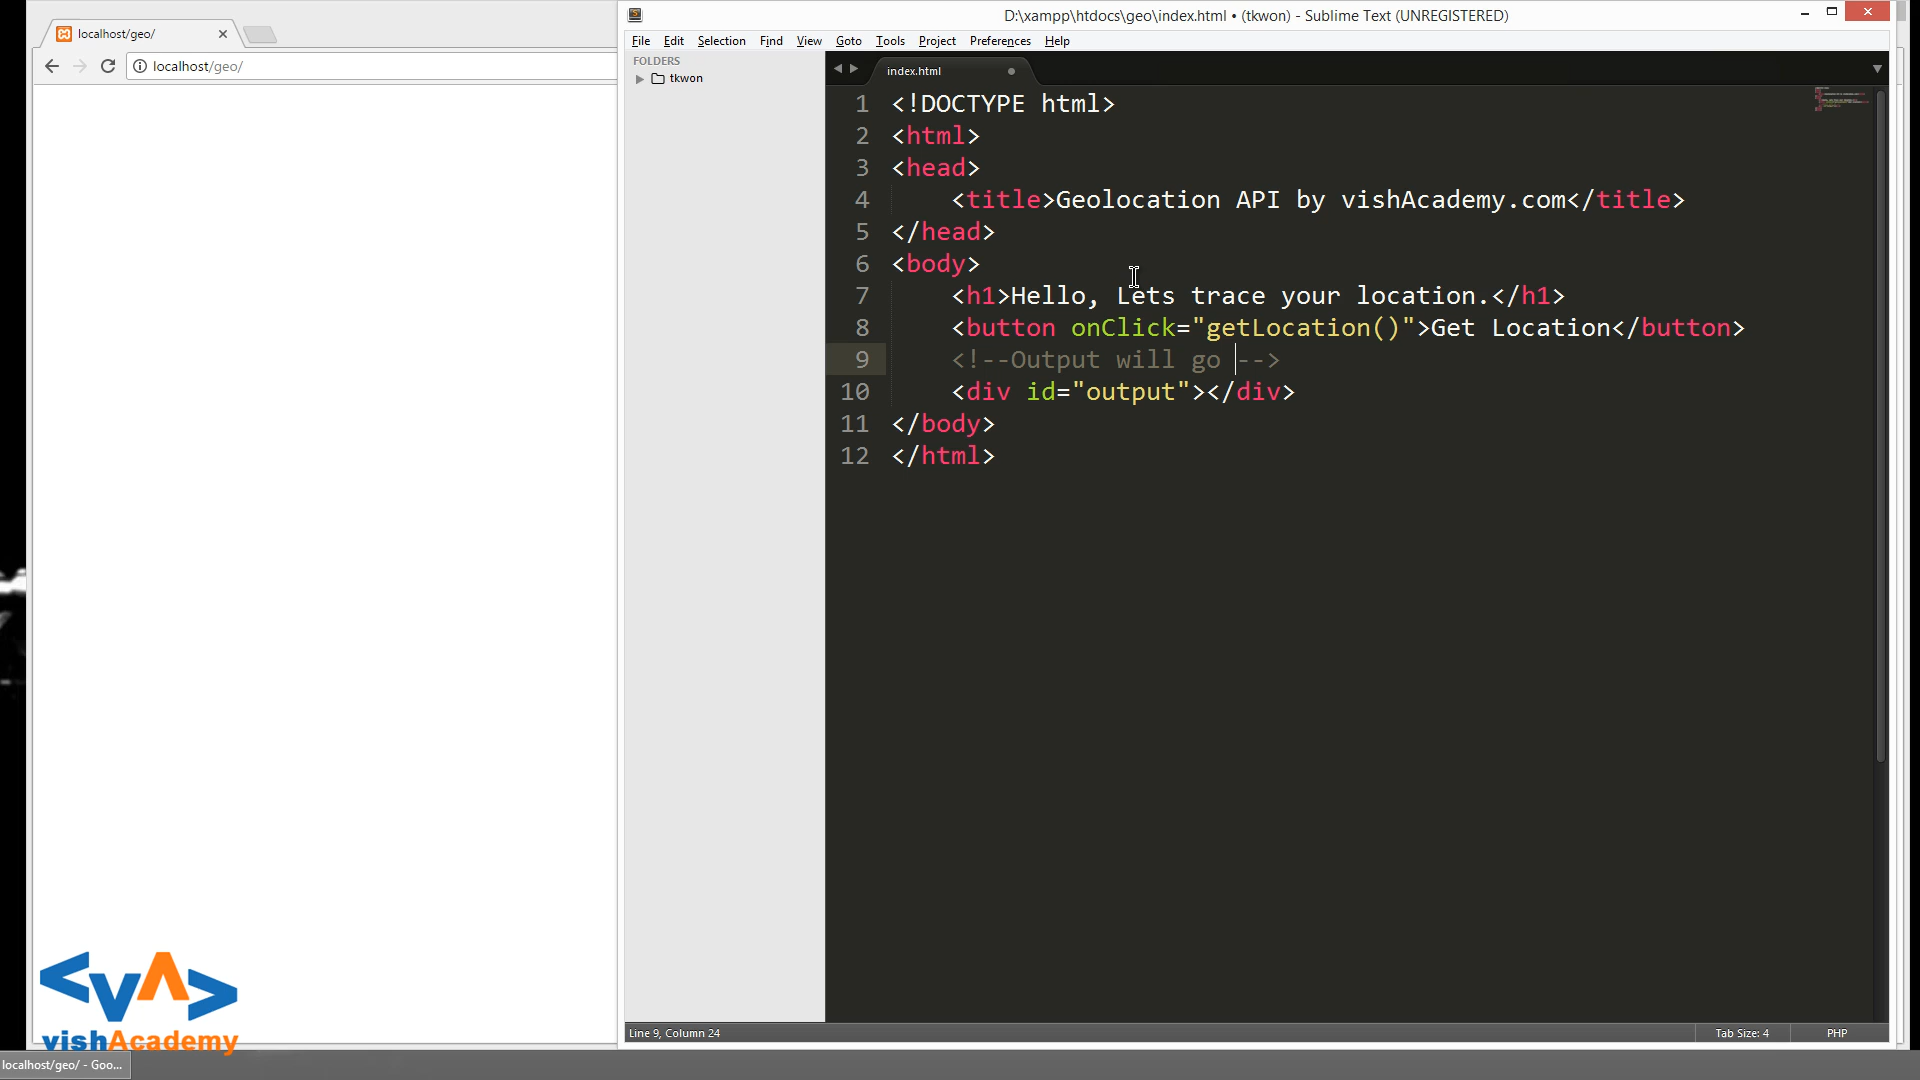 localhost/geo/
localhost/geo/
D:\xampp\htdocs\geo\index.html • (tkwon) - Sublime Text (UNREGISTERED)
File Edit Selection Find View Goto Tools Project Preferences Help
FOLDERS
tkwon
index.html
1 <!DOCTYPE html>
2 <html>
3 <head>
4 <title>Geolocation API by vishAcademy.com</title>
5 </head>
6 <body>
7 <h1>Hello, Lets trace your location.</h1>
8 <button onClick="getLocation()">Get Location</button>
9 <!--Output will go -->
10 <div id="output"></div>
11 </body>
12 </html>
<VA>
vishAcademy
Line 9, Column 24
Tab Size: 4
PHP
localhost/geo/ - Goo...